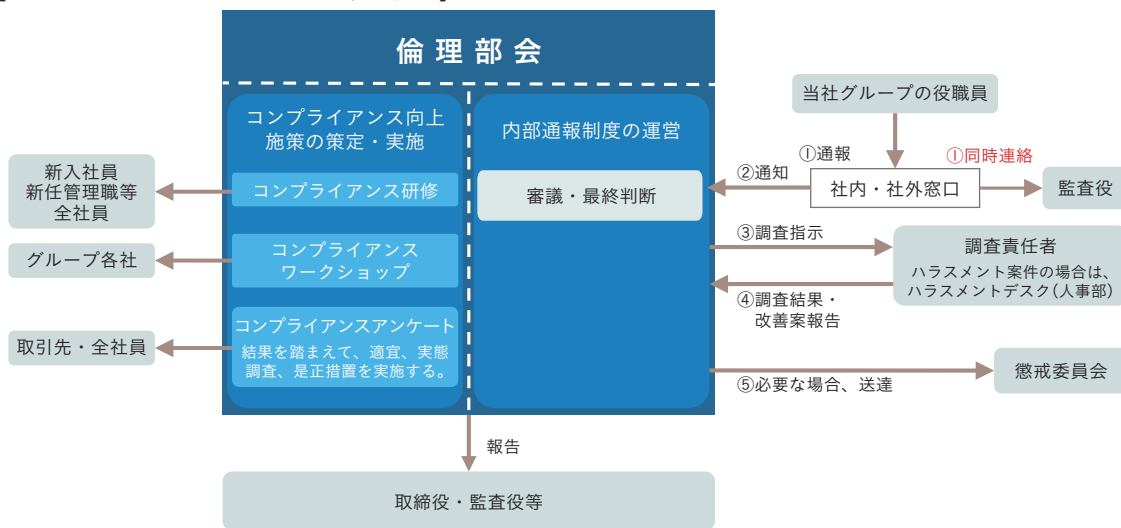 倫理部会
コンプライアンス向上
施策の策定・実施
コンプライアンス研修
コンプライアンス
ワークショップ
コンプライアンスアンケート
結果を踏まえて、適宜、実態
調査、是正措置を実施する。
内部通報制度の運営
審議・最終判断
新入社員
新任管理職等
全社員
グループ各社
取引先・全社員
当社グループの役職員
①通報
①同時連絡
②通知
社内・社外窓口
監査役
③調査指示
調査責任者
ハラスメント案件の場合は、
ハラスメントデスク(人事部)
④調査結果・
改善案報告
⑤必要な場合、送達
懲戒委員会
報告
取締役・監査役等